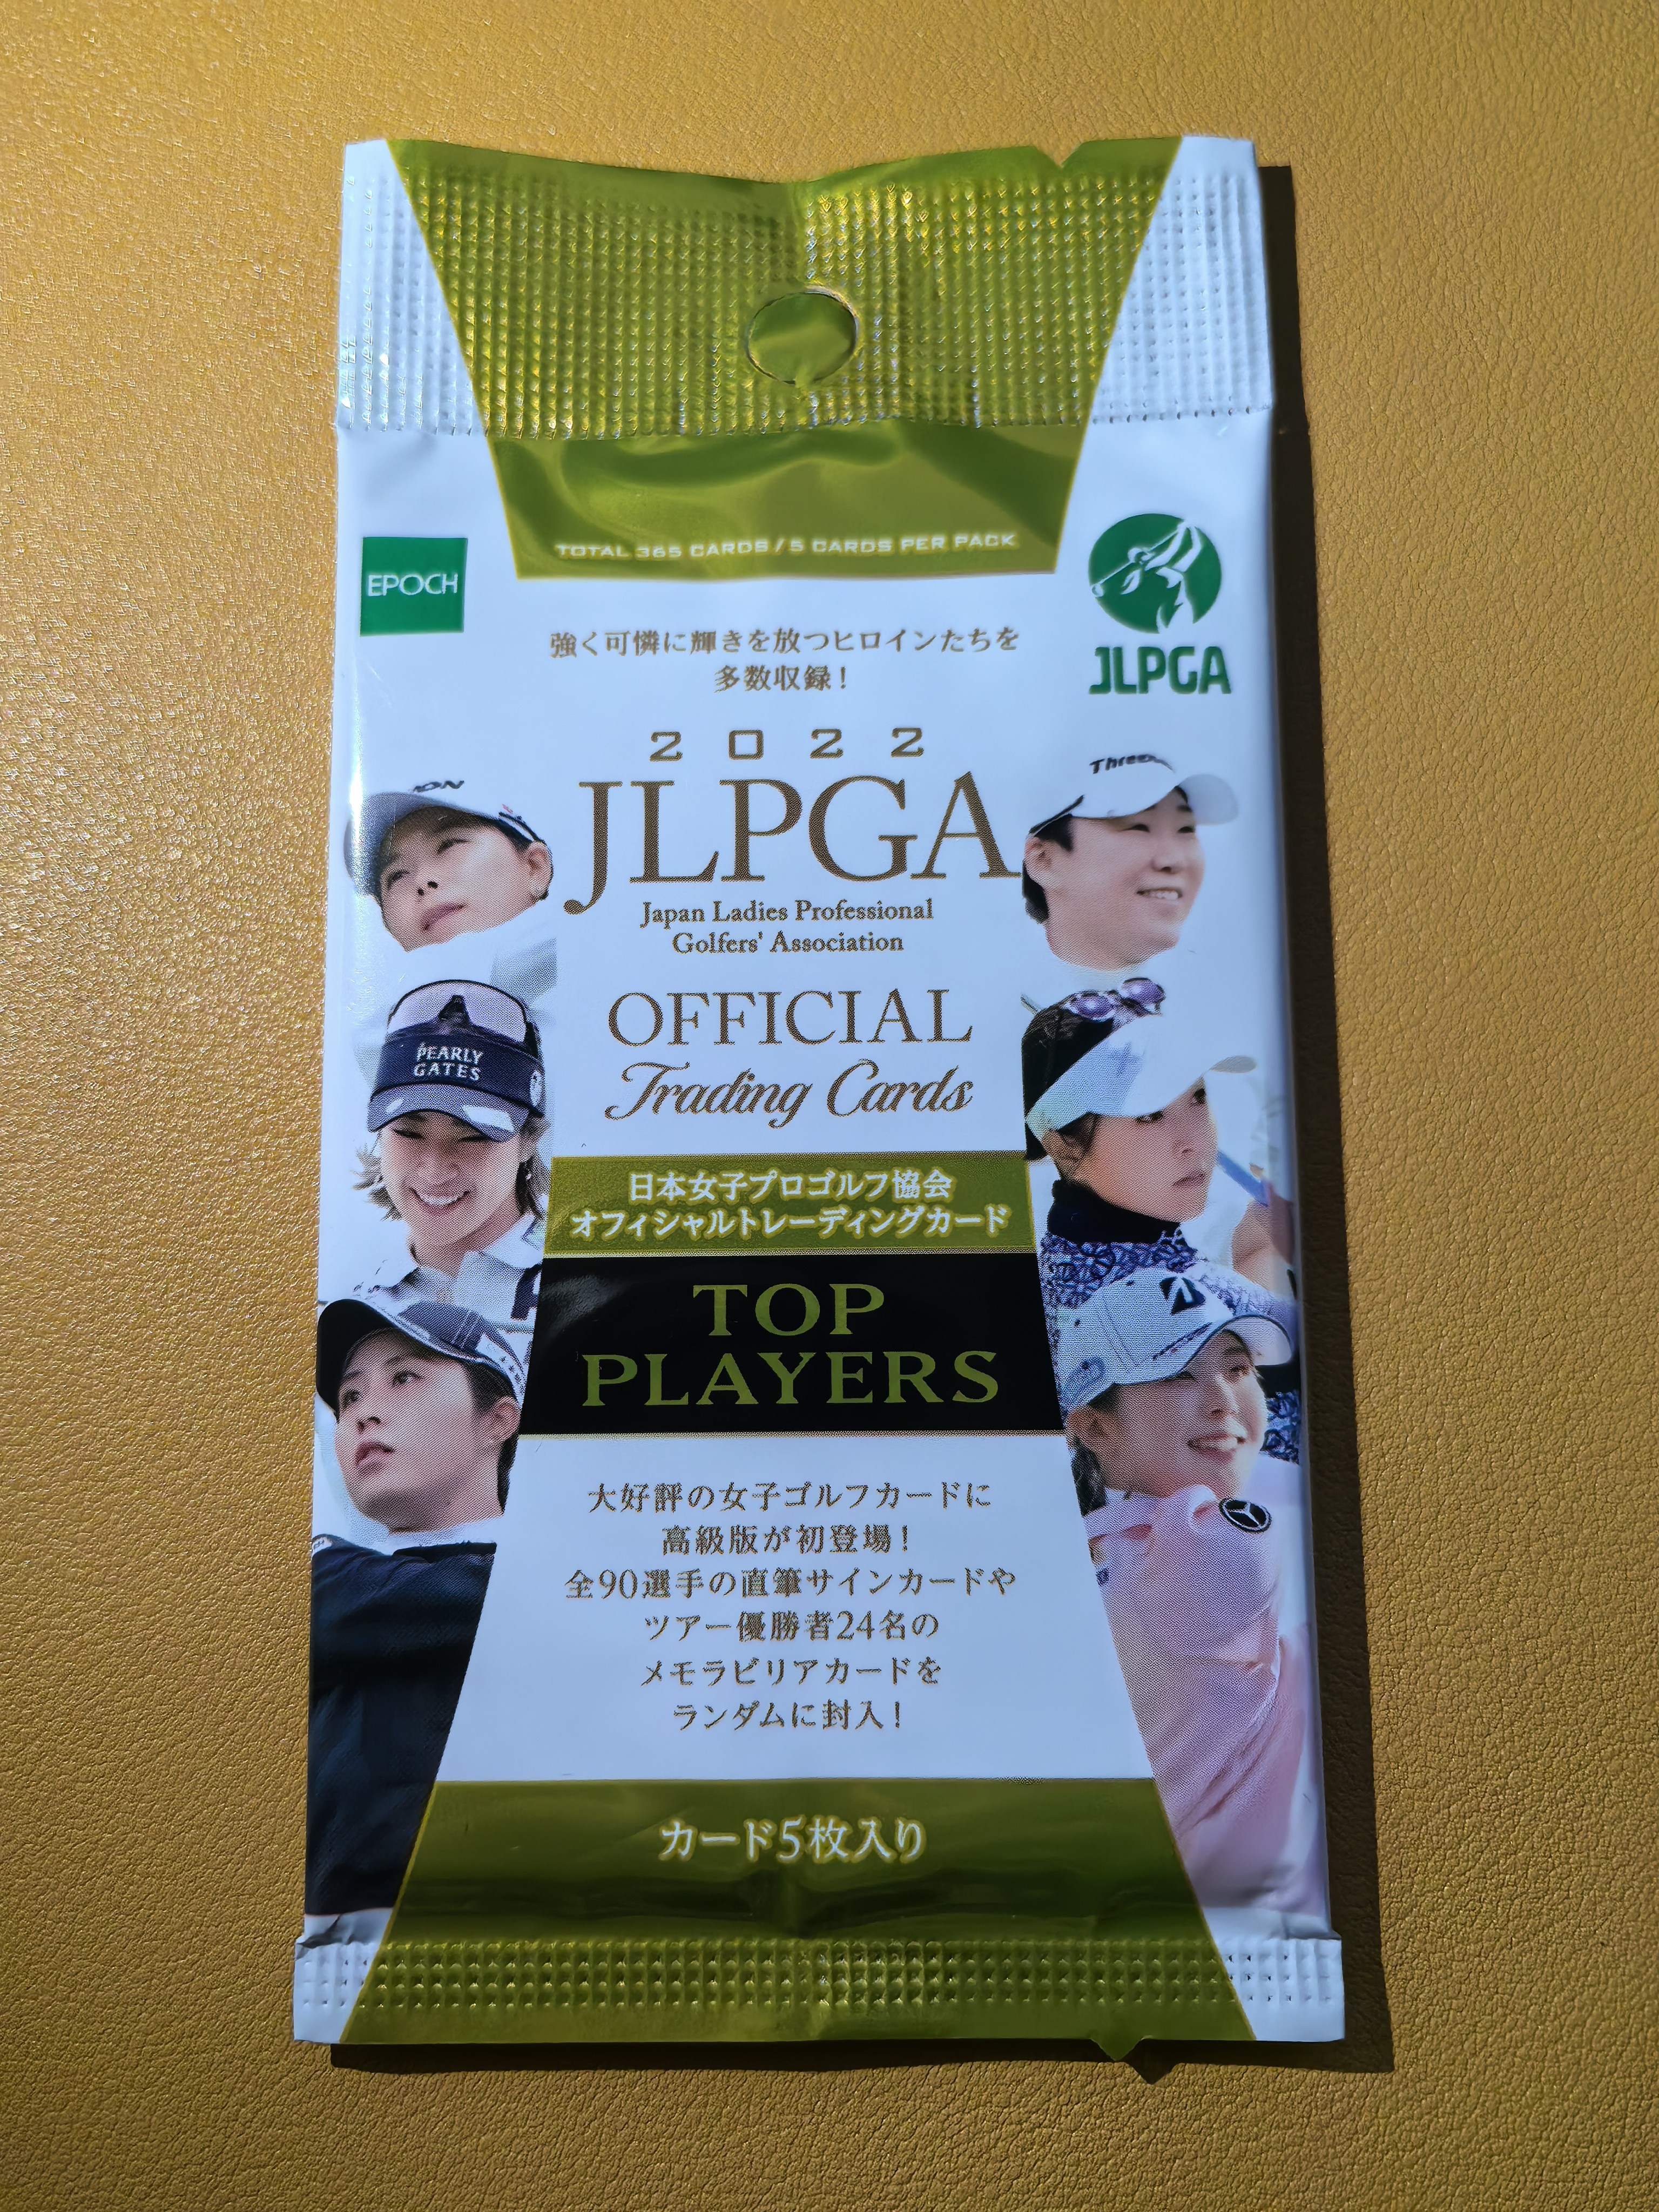 TOTAL 365 CARDS / 5 CARDS PER PACK
EPOCH
JLPGA
強く可憐に輝きを放つヒロインたちを
多数収録！
2022
JLPGA
Japan Ladies Professional
Golfers' Association
OFFICIAL
Trading Cards
PEARLY
GATES
日本女子プロゴルフ協会
オフィシャルトレーディングカード
TOP
PLAYERS
大好評の女子ゴルフカードに
高級版が初登場！
全90選手の直筆サインカードや
ツアー優勝者24名の
メモラビリアカードを
ランダムに封入！
カード5枚入り